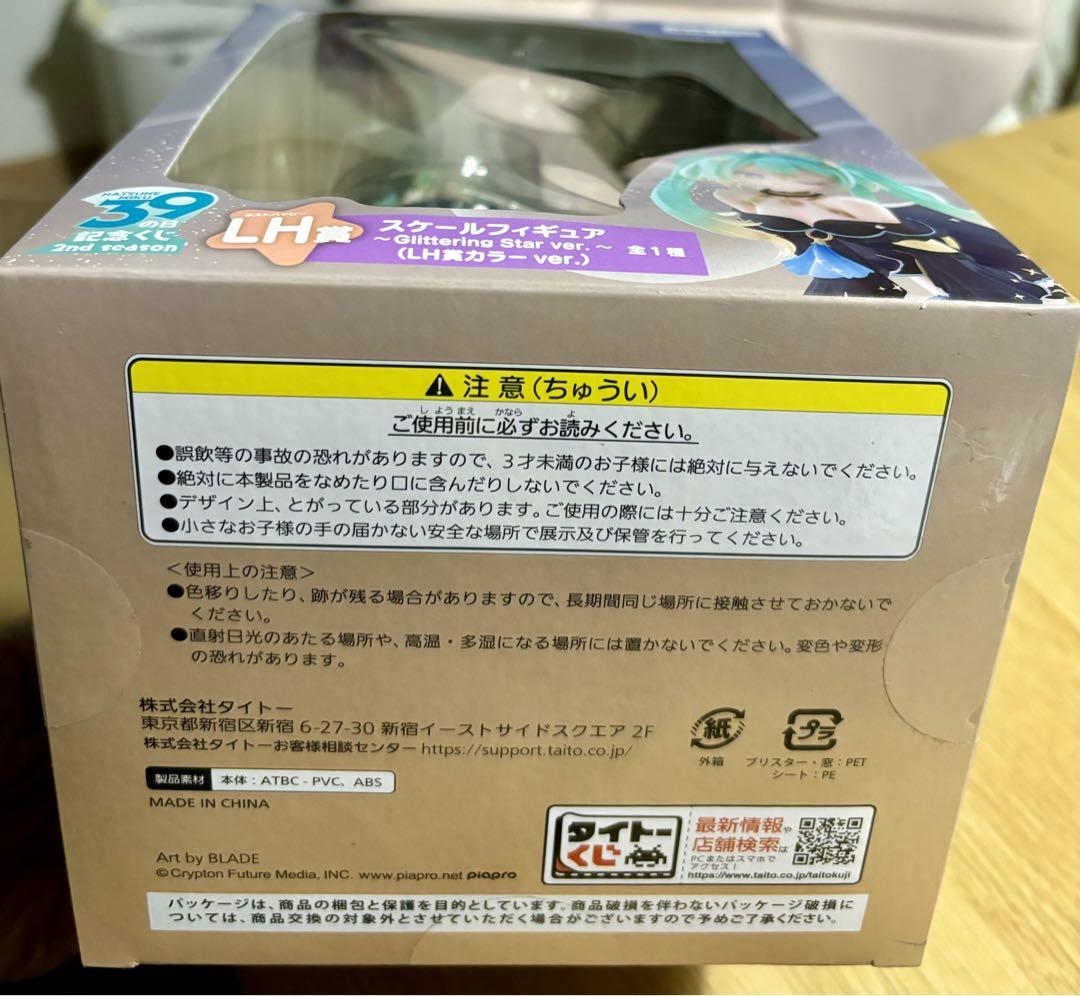 HATSUNE
MIKU
39
の日
記念くじ
2nd season
ラストハッピー
LH賞
スケールフィギュア
～Glittering Star ver.～
(LH賞カラー ver.)
全1種
注意(ちゅうい)
しようまえ かなら よ
ご使用前に必ずお読みください。
●誤飲等の事故の恐れがありますので、3才未満のお子様には絶対に与えないでください。
●絶対に本製品をなめたり口に含んだりしないでください。
●デザイン上、とがっている部分があります。ご使用の際には十分ご注意ください。
●小さなお子様の手の届かない安全な場所で展示及び保管を行ってください。
＜使用上の注意＞
●色移りしたり、跡が残る場合がありますので、長期間同じ場所に接触させておかないで
ください。
●直射日光のあたる場所や、高温・多湿になる場所には置かないでください。変色や変形
の恐れがあります。
株式会社タイトー
東京都新宿区新宿 6-27-30 新宿イーストサイドスクエア 2F
株式会社タイトーお客様相談センター https://support.taito.co.jp/
製品素材 本体：ATBC-PVC、ABS
MADE IN CHINA
紙
外箱
プラ
ブリスター・窓：PET
シート：PE
Art by BLADE
©Crypton Future Media, INC. www.piapro.net piapro
タイトー
くじ
最新情報や
店舗検索は
PCまたはスマホで
アクセス！
https://www.taito.co.jp/taitokuji
パッケージは、商品の梱包と保護を目的としています。商品破損を伴わないパッケージ破損に
ついては、商品交換の対象外とさせていただく場合がございますので予めご了承ください。